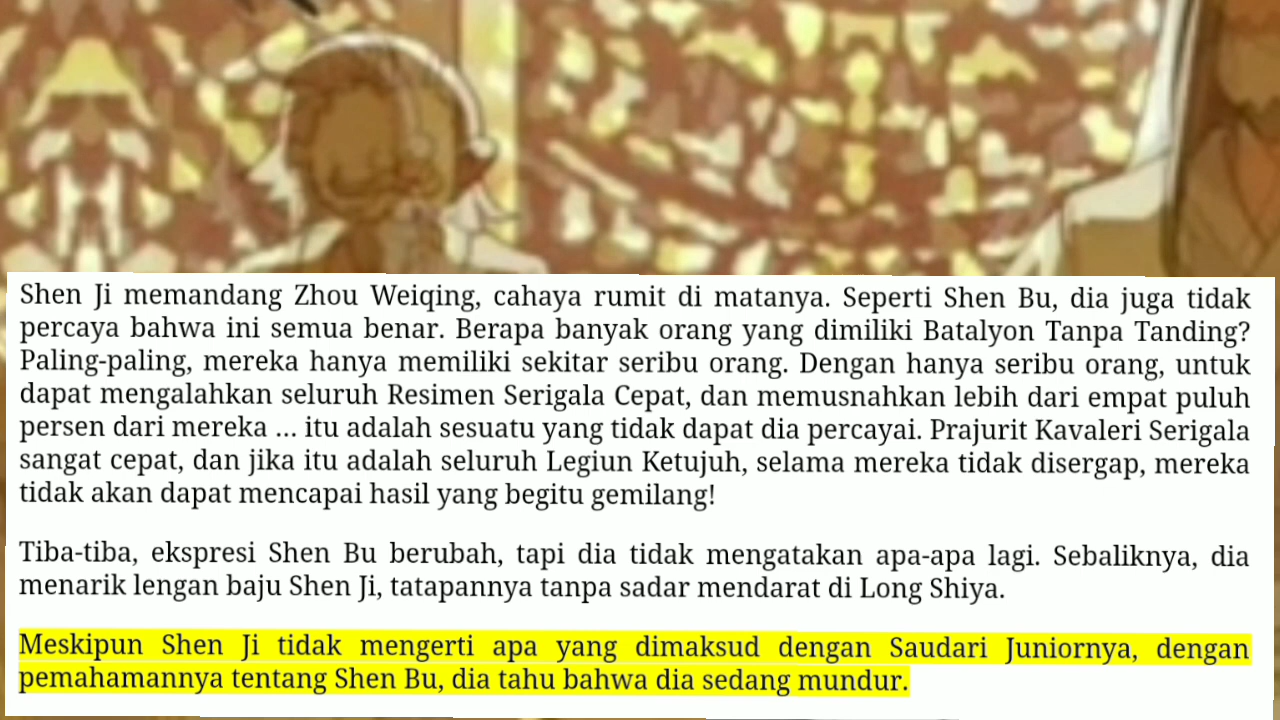 Shen Ji memandang Zhou Weiqing, cahaya rumit di matanya. Seperti Shen Bu, dia juga tidak
percaya bahwa ini semua benar. Berapa banyak orang yang dimiliki Batalyon Tanpa Tanding?
Paling-paling, mereka hanya memiliki sekitar seribu orang. Dengan hanya seribu orang, untuk
dapat mengalahkan seluruh Resimen Serigala Cepat, dan memusnahkan lebih dari empat puluh
persen dari mereka ... itu adalah sesuatu yang tidak dapat dia percayai. Prajurit Kavaleri Serigala
sangat cepat, dan jika itu adalah seluruh Legiun Ketujuh, selama mereka tidak disergap, mereka
tidak akan dapat mencapai hasil yang begitu gemilang!
Tiba-tiba, ekspresi Shen Bu berubah, tapi dia tidak mengatakan apa-apa lagi. Sebaliknya, dia
menarik lengan baju Shen Ji, tatapannya tanpa sadar mendarat di Long Shiya.
Meskipun Shen Ji tidak mengerti apa yang dimaksud dengan Saudari Juniornya, dengan
pemahamannya tentang Shen Bu, dia tahu bahwa dia sedang mundur.